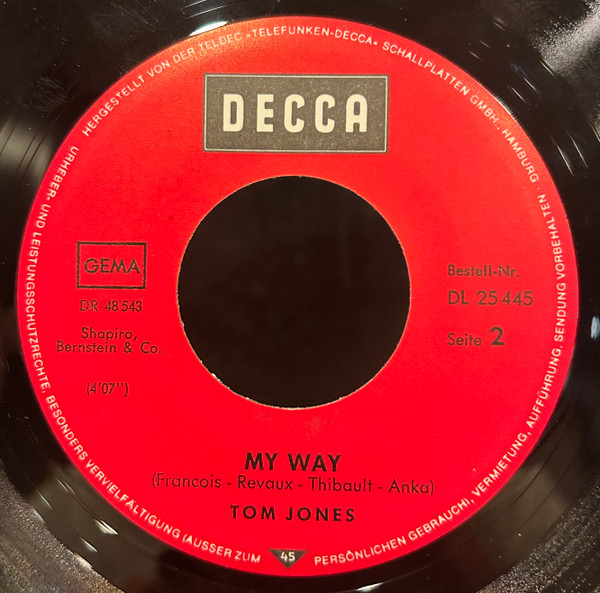 HERGESTELLT VON DER TELDEC »TELEFUNKEN-DECCA« SCHALLPLATTEN GMBH · HAMBURG ·
URHEBER- UND LEISTUNGSSCHUTZRECHTE, BESONDERS VERVIELFÄLTIGUNG (AUSSER ZUM PERSÖNLICHEN GEBRAUCH), VERMIETUNG, AUFFÜHRUNG, SENDUNG VORBEHALTEN
DECCA
GEMA
DR 48 543
Shapiro,
Bernstein & Co.
(4'07")
Bestell-Nr.
DL 25 445
Seite 2
MY WAY
(Francois - Revaux - Thibault - Anka)
TOM JONES
45